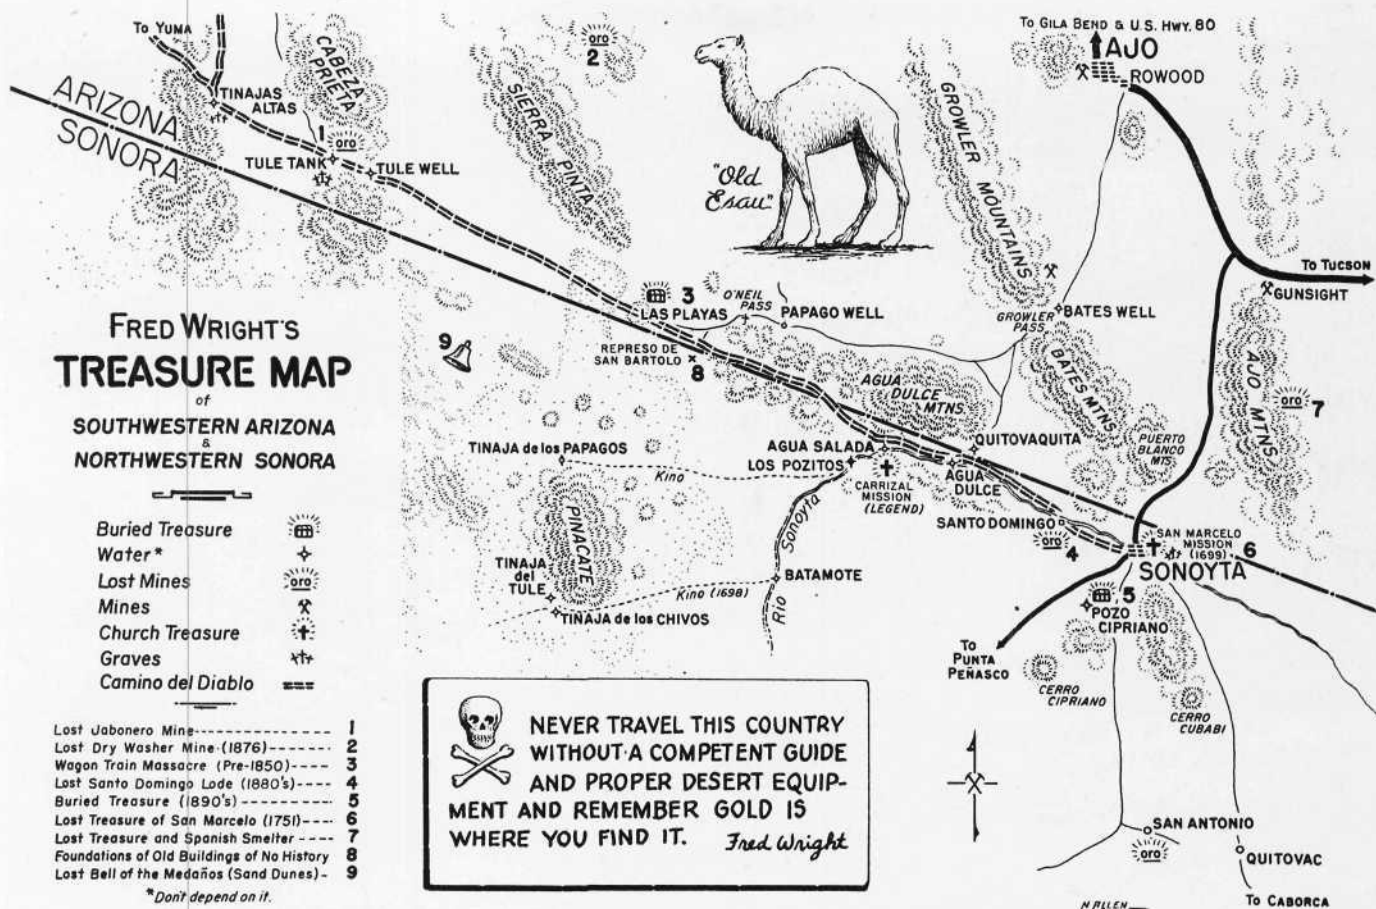 To YUMA
ARIZONA
SONORA
TINAJAS
ALTAS
CABEZA
PRIETA
1
oro
TULE TANK
TULE WELL
SIERRA PINTA
oro
2
"Old
Esau"
GROWLER MOUNTAINS
To GILA BEND & U.S. HWY. 80
AJO
ROWOOD
To TUCSON
GUNSIGHT
3
LAS PLAYAS
O'NEIL
PASS
PAPAGO WELL
GROWLER
PASS
BATES WELL
REPRESO DE
SAN BARTOLO
8
9
AGUA
DULCE
MTNS
BATES MTNS
AJO MTNS
oro
7
PUERTO
BLANCO
MTS.
TINAJA de los PAPAGOS
Kino
AGUA SALADA
LOS POZITOS
QUITOVAQUITA
CARRIZAL
MISSION
(LEGEND)
AGUA
DULCE
SANTO DOMINGO
oro
4
SAN MARCELO
MISSION
(1699)
6
SONOYTA
PINACATE
TINAJA
del
TULE
TINAJA de los CHIVOS
Kino (1698)
BATAMOTE
Rio Sonoyta
5
POZO
CIPRIANO
To
PUNTA
PEÑASCO
CERRO
CIPRIANO
CERRO
CUBABI
SAN ANTONIO
oro
QUITOVAC
To CABORCA
N ALLEN
FRED WRIGHT'S
TREASURE MAP
of
SOUTHWESTERN ARIZONA
&
NORTHWESTERN SONORA
Buried Treasure
Water*
Lost Mines oro
Mines
Church Treasure
Graves
Camino del Diablo
Lost Jabonero Mine 1
Lost Dry Washer Mine (1876) 2
Wagon Train Massacre (Pre-1850) 3
Lost Santo Domingo Lode (1880's) 4
Buried Treasure (1890's) 5
Lost Treasure of San Marcelo (1751) 6
Lost Treasure and Spanish Smelter 7
Foundations of Old Buildings of No History 8
Lost Bell of the Medaños (Sand Dunes) 9
*Don't depend on it.
NEVER TRAVEL THIS COUNTRY
WITHOUT A COMPETENT GUIDE
AND PROPER DESERT EQUIP-
MENT AND REMEMBER GOLD IS
WHERE YOU FIND IT. Fred Wright